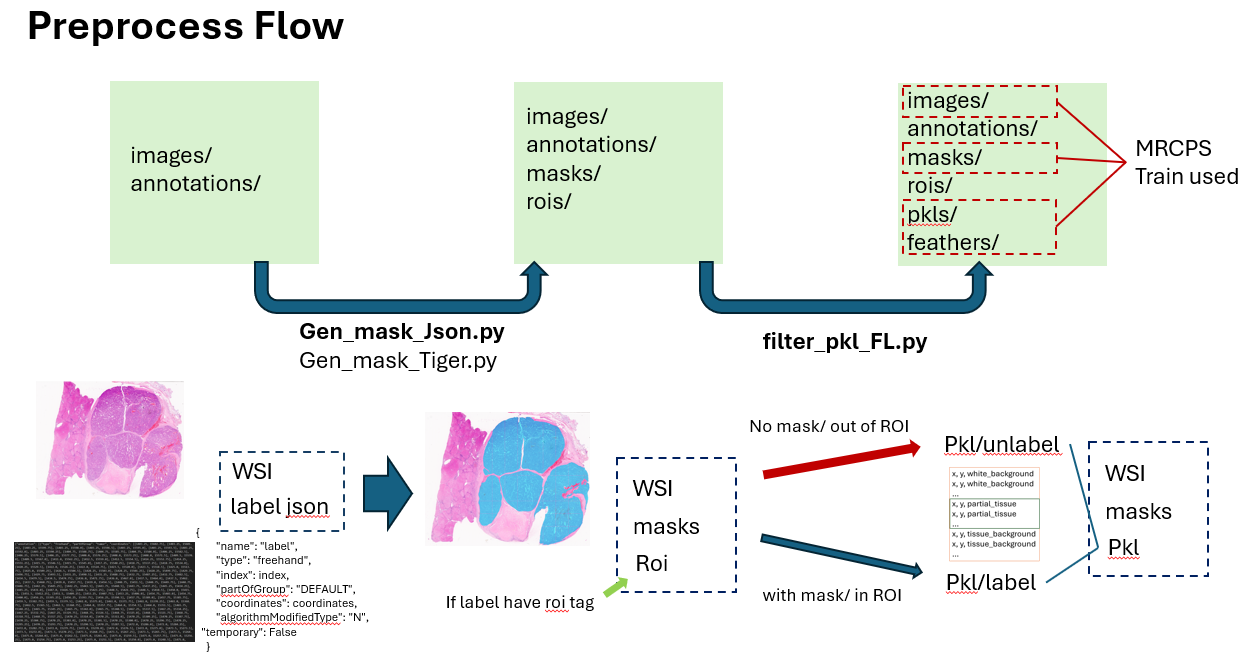 Preprocess Flow
images/
annotations/
images/
annotations/
masks/
rois/
images/
annotations/
masks/
rois/
pkls/
feathers/
MRCPS
Train used
Gen_mask_Json.py
Gen_mask_Tiger.py
filter_pkl_FL.py
WSI
label json
{
"name": "label",
"type": "freehand",
"index": index,
"partOfGroup": "DEFAULT",
"coordinates": coordinates,
"algorithmModifiedType": "N",
"temporary": False
}
If label have roi tag
WSI
masks
Roi
No mask/ out of ROI
with mask/ in ROI
Pkl/unlabel
x, y, white_background
x, y, white_background
...
x, y, partial_tissue
x, y, partial_tissue
...
x, y, tissue_background
x, y, tissue_background
...
Pkl/label
WSI
masks
Pkl